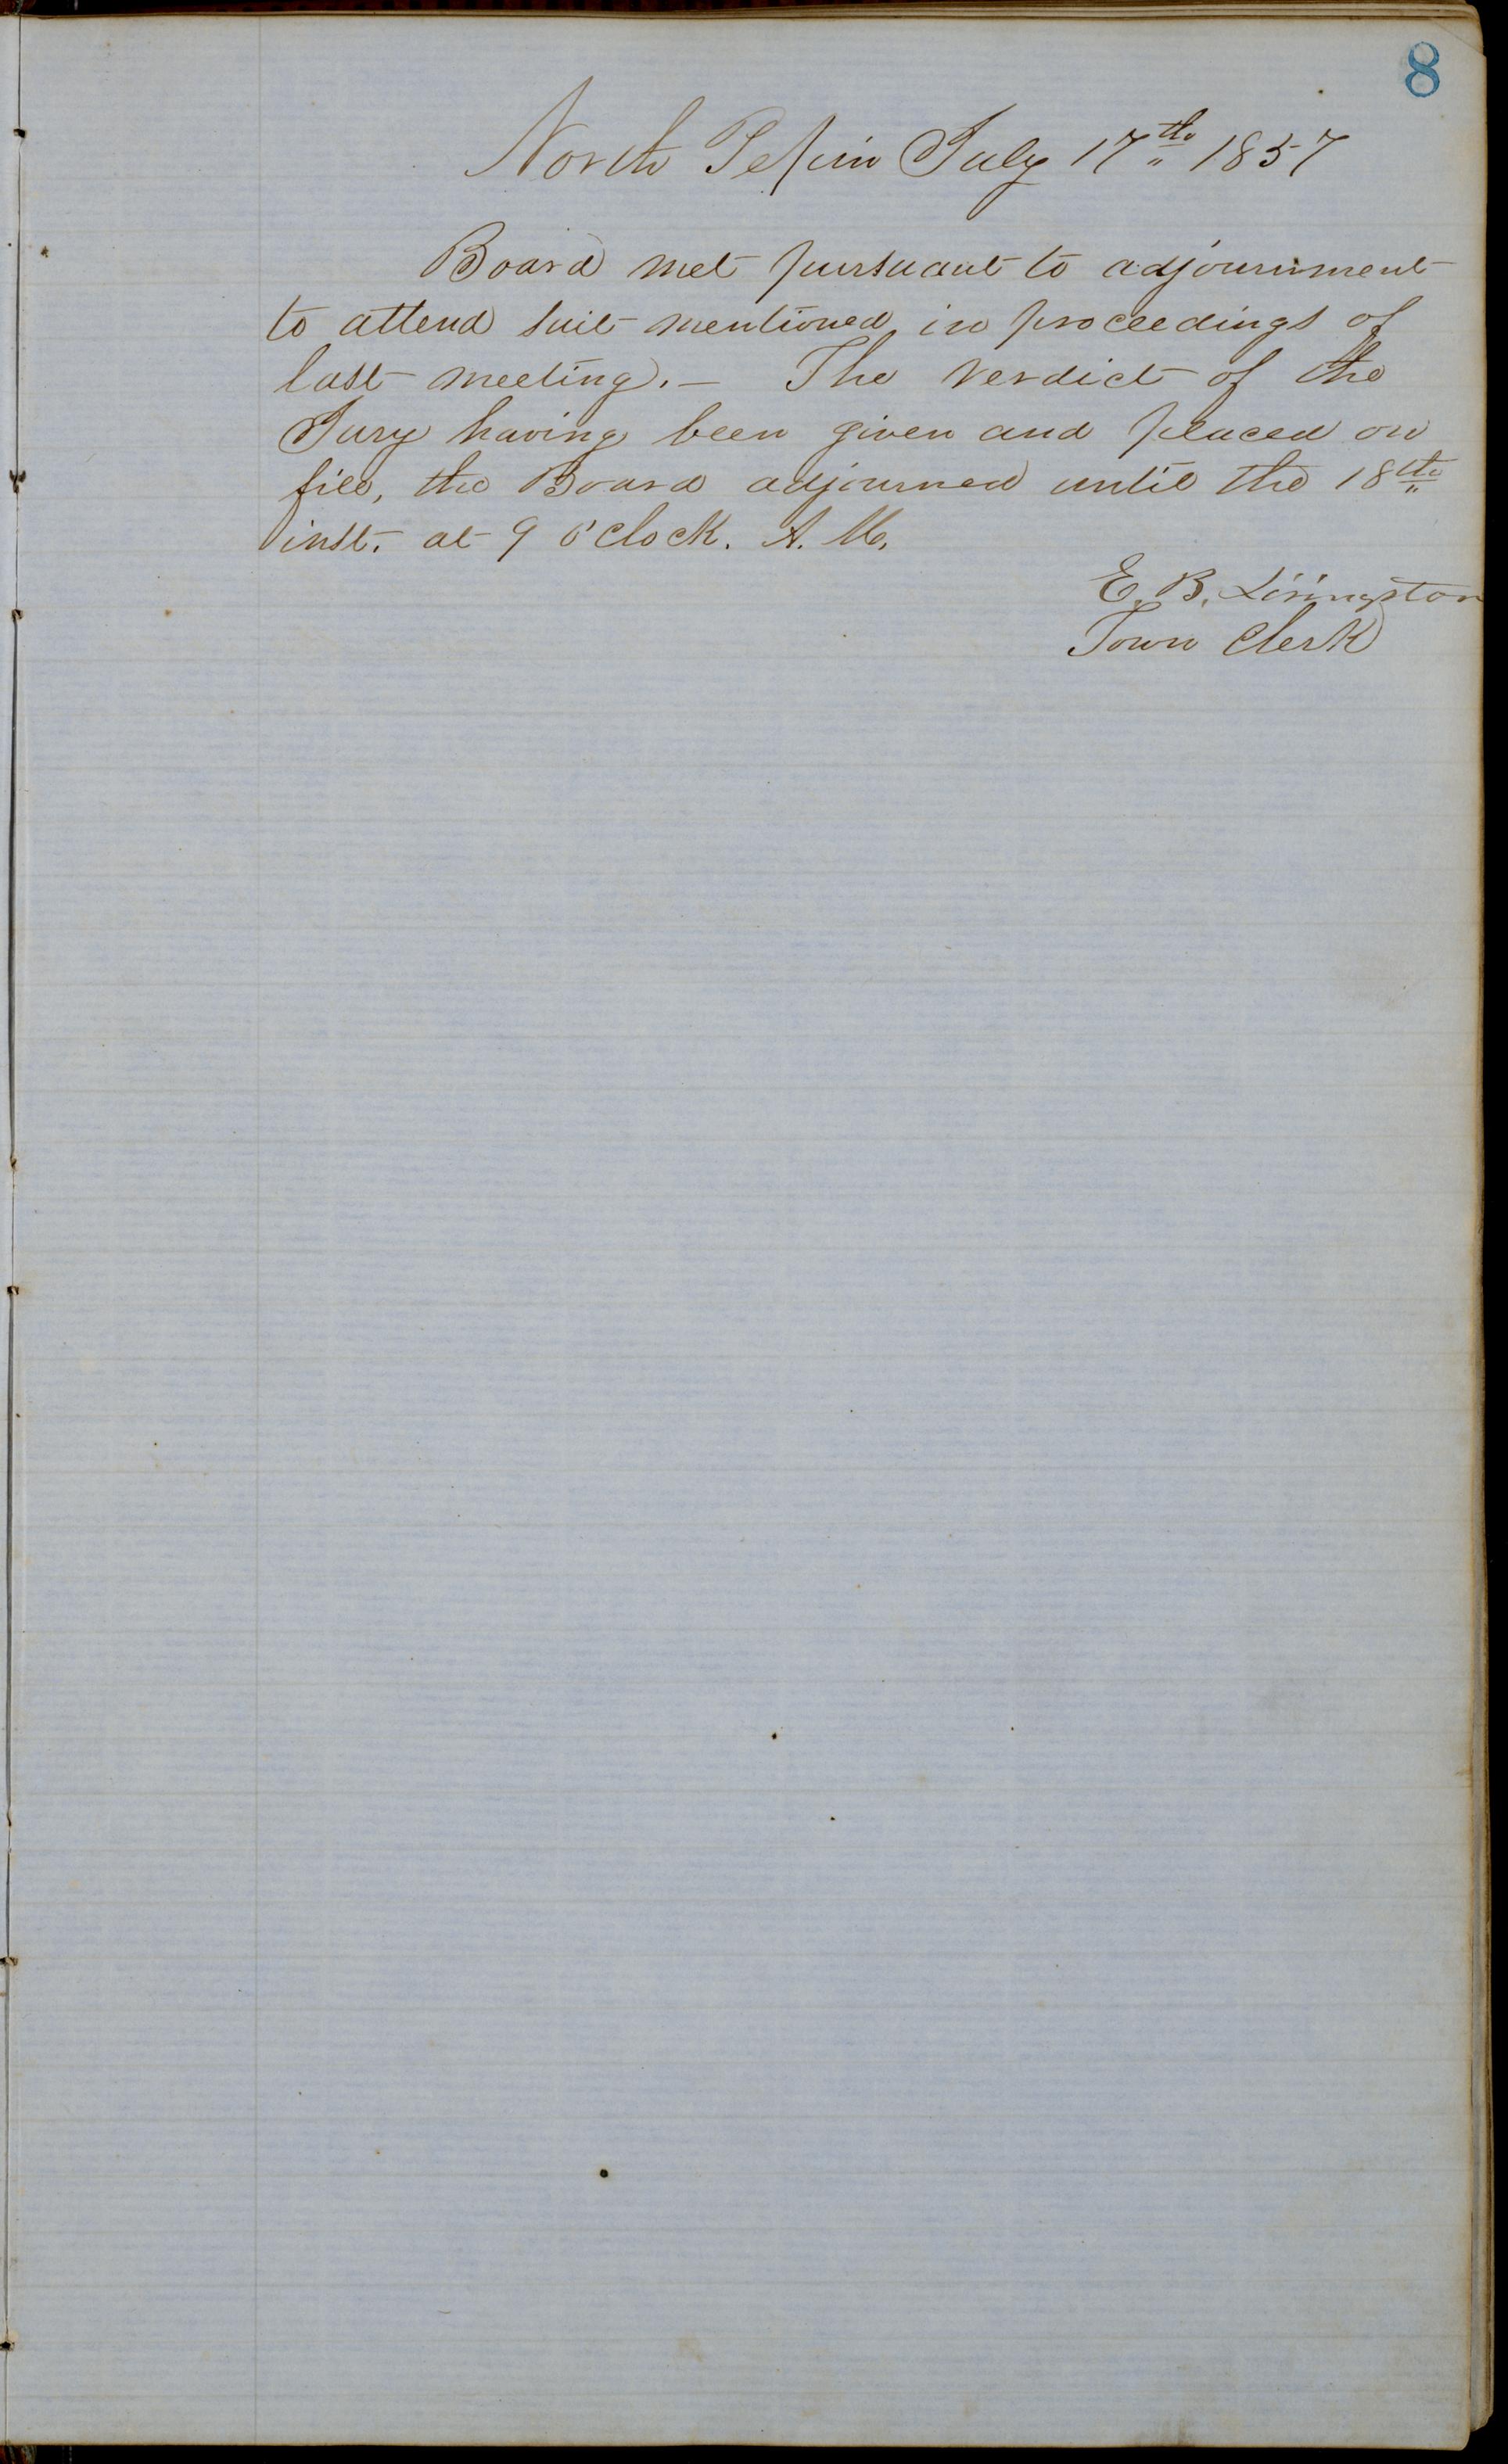 8
North Pepin July 17th 1857
Board met pursuant to adjournment
to attend suit mentioned in proceedings of
last meeting. — The verdict of the
Jury having been given and placed on
file, the Board adjourned until the 18th
inst. at 9 o'clock. A. M.
E. B. Livingston
Town Clerk